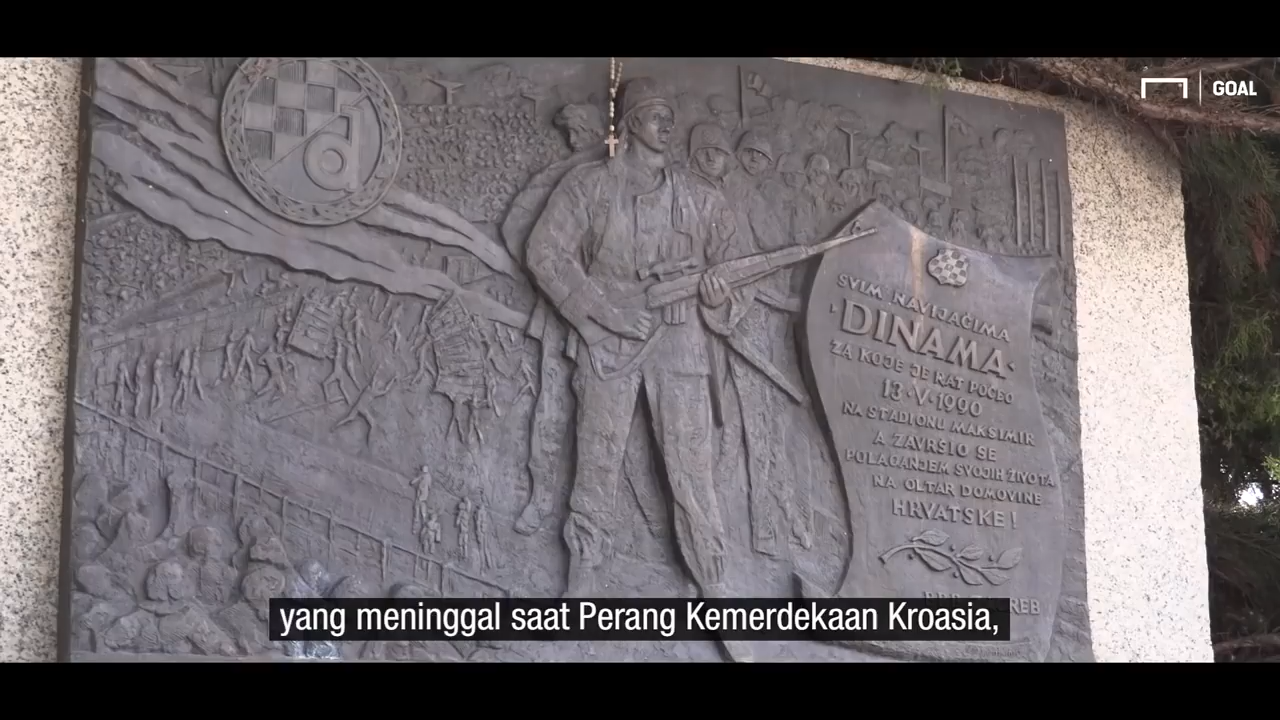 GOAL
SVIM NAVIJAČIMA
DINAMA
ZA KOJE JE RAT POČEO
13·V·1990
NA STADIONU MAKSIMIR
A ZAVRŠIO SE
POLAGANJEM SVOJIH ŽIVOTA
NA OLTAR DOMOVINE
HRVATSKE!
yang meninggal saat Perang Kemerdekaan Kroasia,